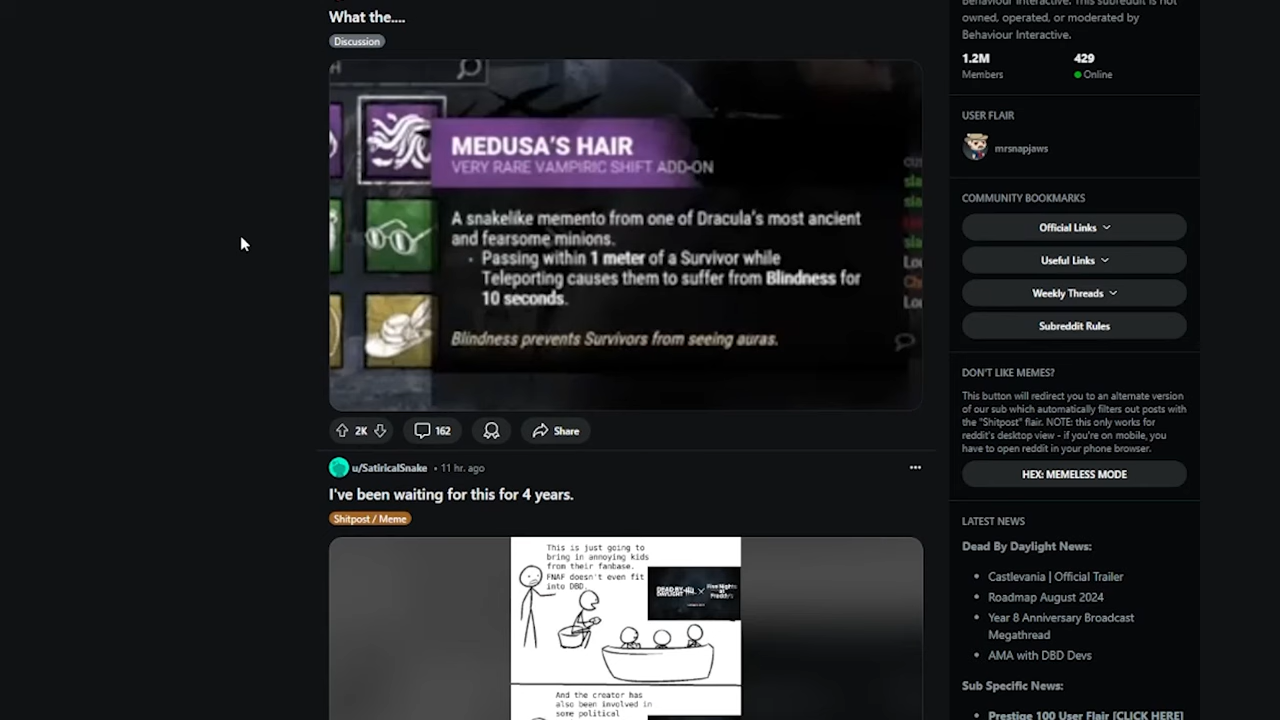 What the....
Discussion
MEDUSA'S HAIR
VERY RARE VAMPIRIC SHIFT ADD-ON
A snakelike memento from one of Dracula's most ancient
and fearsome minions.
• Passing within 1 meter of a Survivor while
Teleporting causes them to suffer from Blindness for
10 seconds.
Blindness prevents Survivors from seeing auras.
2K
162
Share
u/SatiricalSnake • 11 hr. ago
I've been waiting for this for 4 years.
Shitpost / Meme
This is just going to
bring in annoying kids
from their fanbase.
FNAF doesn't even fit
into DBD.
DEAD BY
DAYLIGHT
Five Nights
at
Freddy's
And the creator has
also been involved in
some political
Behaviour Interactive. This subreddit is not
owned, operated, or moderated by
Behaviour Interactive.
1.2M
429
Members
Online
USER FLAIR
mrsnapjaws
COMMUNITY BOOKMARKS
Official Links
Useful Links
Weekly Threads
Subreddit Rules
DON'T LIKE MEMES?
This button will redirect you to an alternate version
of our sub which automatically filters out posts with
the "Shitpost" flair. NOTE: this only works for
reddit's desktop view - if you're on mobile, you
have to open reddit in your phone browser.
HEX: MEMELESS MODE
LATEST NEWS
Dead By Daylight News:
• Castlevania | Official Trailer
• Roadmap August 2024
• Year 8 Anniversary Broadcast
Megathread
• AMA with DBD Devs
Sub Specific News:
• Prestige 100 User Flair [CLICK HERE]